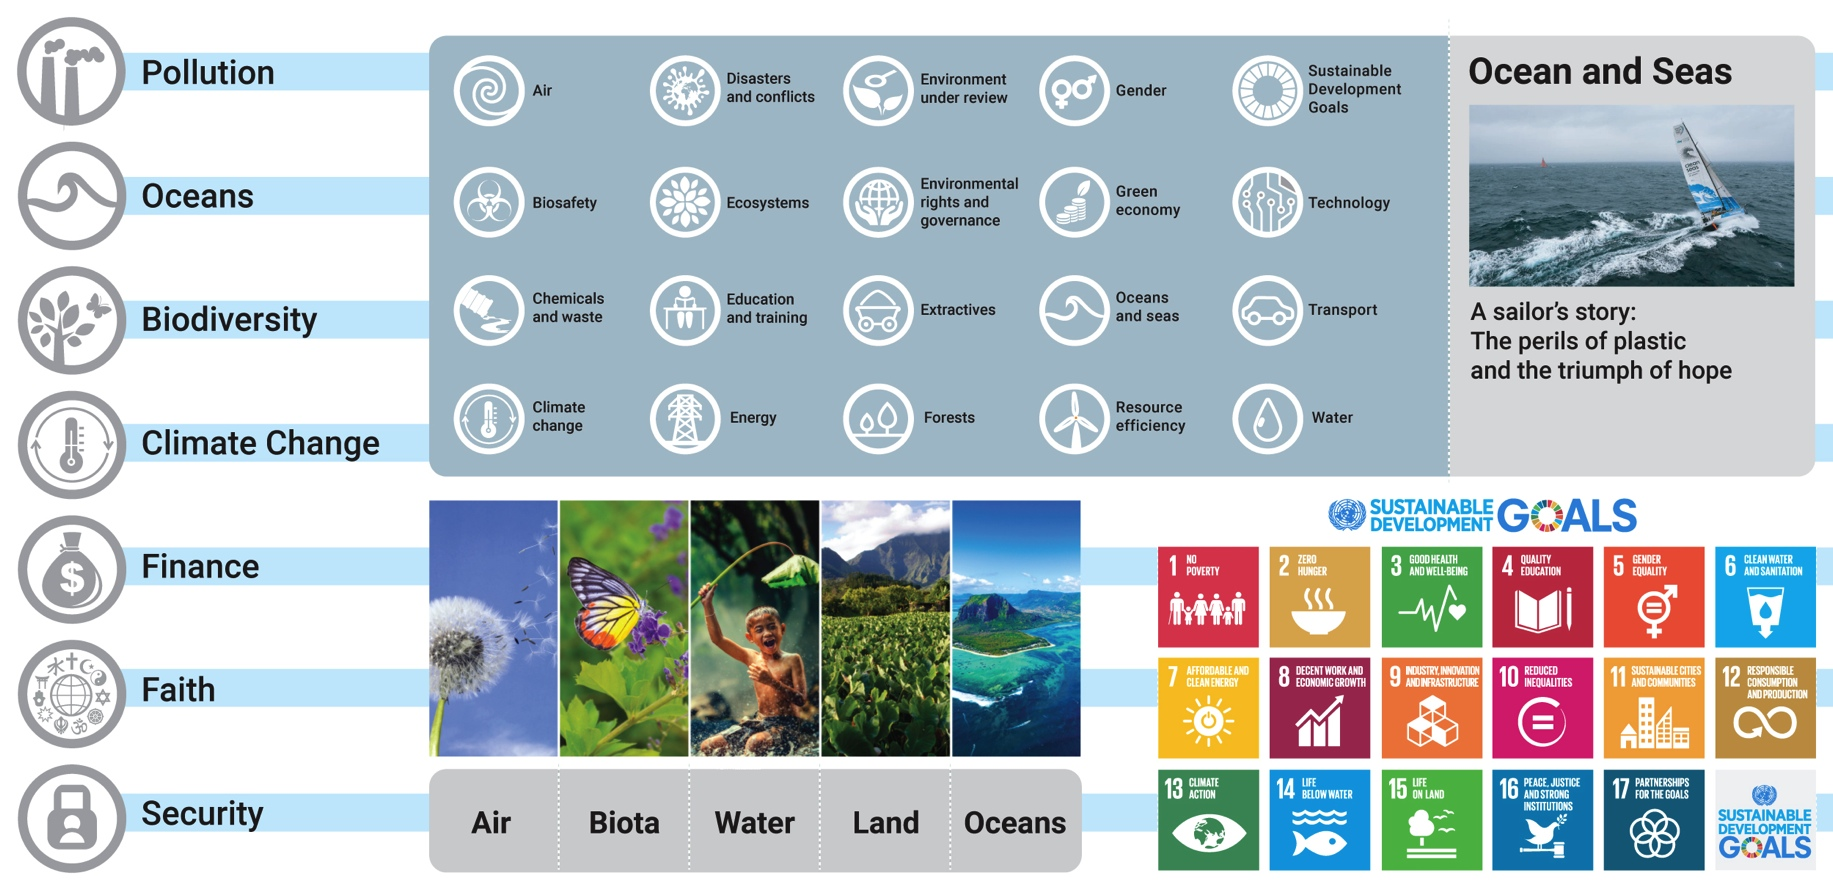 Pollution
Oceans
Biodiversity
Climate Change
Finance
Faith
Security
Air
Disasters
and conflicts
Environment
under review
Gender
Sustainable
Development
Goals
Biosafety
Ecosystems
Environmental
rights and
governance
Green
economy
Technology
Chemicals
and waste
Education
and training
Extractives
Oceans
and seas
Transport
Climate
change
Energy
Forests
Resource
efficiency
Water
Ocean and Seas
A sailor's story:
The perils of plastic
and the triumph of hope
Air
Biota
Water
Land
Oceans
SUSTAINABLE
DEVELOPMENT
GOALS
1 NO
POVERTY
2 ZERO
HUNGER
3 GOOD HEALTH
AND WELL-BEING
4 QUALITY
EDUCATION
5 GENDER
EQUALITY
6 CLEAN WATER
AND SANITATION
7 AFFORDABLE AND
CLEAN ENERGY
8 DECENT WORK AND
ECONOMIC GROWTH
9 INDUSTRY, INNOVATION
AND INFRASTRUCTURE
10 REDUCED
INEQUALITIES
11 SUSTAINABLE CITIES
AND COMMUNITIES
12 RESPONSIBLE
CONSUMPTION
AND PRODUCTION
13 CLIMATE
ACTION
14 LIFE
BELOW WATER
15 LIFE
ON LAND
16 PEACE, JUSTICE
AND STRONG
INSTITUTIONS
17 PARTNERSHIPS
FOR THE GOALS
SUSTAINABLE
DEVELOPMENT
GOALS